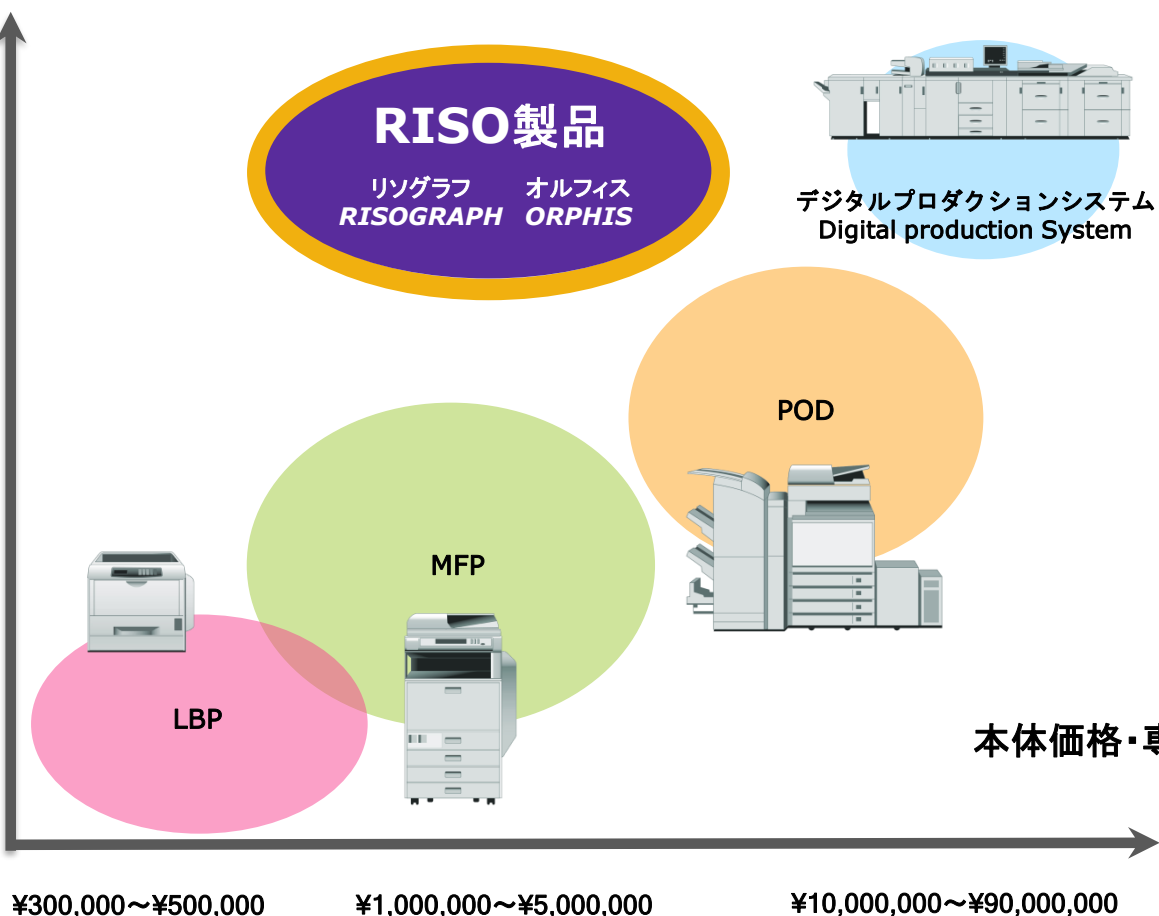 RISO製品
リソグラフ オルフィス
RISOGRAPH ORPHIS
デジタルプロダクションシステム
Digital production System
POD
MFP
LBP
本体価格・専
¥300,000～¥500,000 ¥1,000,000～¥5,000,000 ¥10,000,000～¥90,000,000